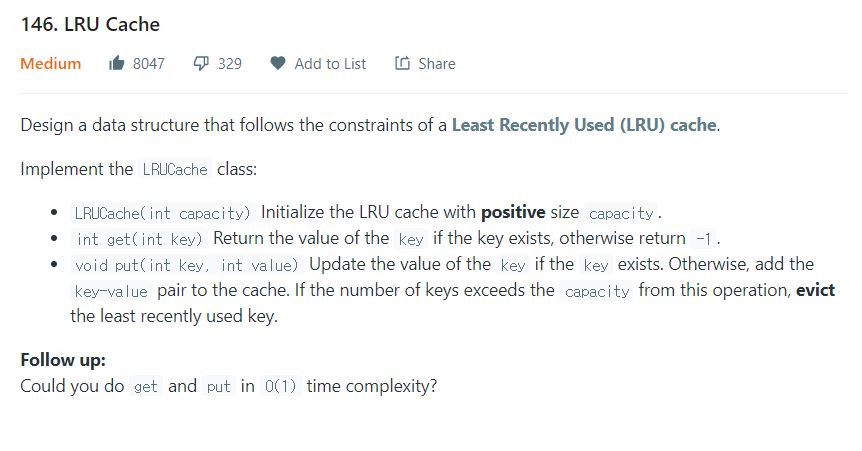 146. LRU Cache
Medium 8047 329 Add to List Share
Design a data structure that follows the constraints of a Least Recently Used (LRU) cache.
Implement the LRUCache class:
• LRUCache(int capacity) Initialize the LRU cache with positive size capacity.
• int get(int key) Return the value of the key if the key exists, otherwise return -1.
• void put(int key, int value) Update the value of the key if the key exists. Otherwise, add the
key-value pair to the cache. If the number of keys exceeds the capacity from this operation, evict
the least recently used key.
Follow up:
Could you do get and put in O(1) time complexity?